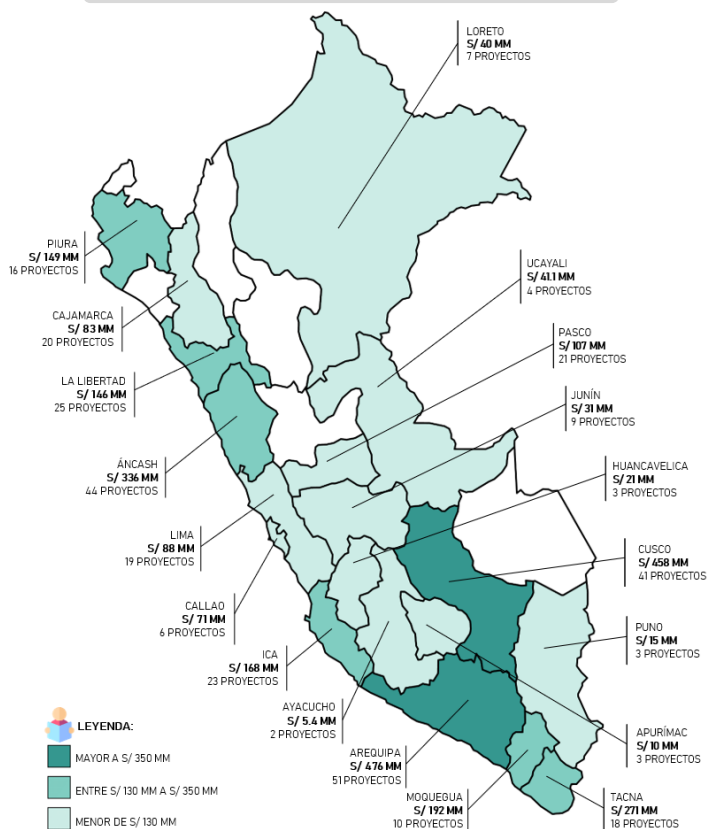 LORETO
S/ 40 MM
7 PROYECTOS
PIURA
S/ 149 MM
16 PROYECTOS
UCAYALI
S/ 41.1 MM
4 PROYECTOS
CAJAMARCA
S/ 83 MM
20 PROYECTOS
PASCO
S/ 107 MM
21 PROYECTOS
LA LIBERTAD
S/ 146 MM
25 PROYECTOS
JUNÍN
S/ 31 MM
9 PROYECTOS
ÁNCASH
S/ 336 MM
44 PROYECTOS
HUANCAVELICA
S/ 21 MM
3 PROYECTOS
LIMA
S/ 88 MM
19 PROYECTOS
CUSCO
S/ 458 MM
41 PROYECTOS
CALLAO
S/ 71 MM
6 PROYECTOS
PUNO
S/ 15 MM
3 PROYECTOS
ICA
S/ 168 MM
23 PROYECTOS
AYACUCHO
S/ 5.4 MM
2 PROYECTOS
APURÍMAC
S/ 10 MM
3 PROYECTOS
AREQUIPA
S/ 476 MM
51 PROYECTOS
MOQUEGUA
S/ 192 MM
10 PROYECTOS
TACNA
S/ 271 MM
18 PROYECTOS
LEYENDA:
MAYOR A S/ 350 MM
ENTRE S/ 130 MM A S/ 350 MM
MENOR DE S/ 130 MM